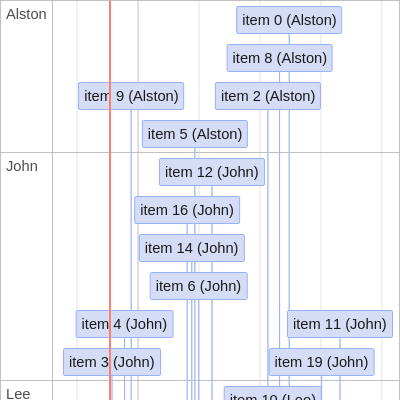 Alston
item 0 (Alston)
item 8 (Alston)
item 9 (Alston)
item 2 (Alston)
item 5 (Alston)
John
item 12 (John)
item 16 (John)
item 14 (John)
item 6 (John)
item 4 (John)
item 11 (John)
item 3 (John)
item 19 (John)
Lee
item 10 (Lee)